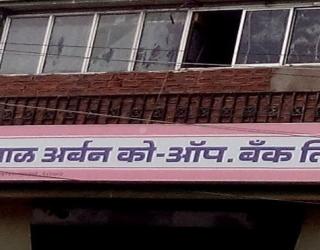 ाळ अर्बन को-ऑप. बँक लि